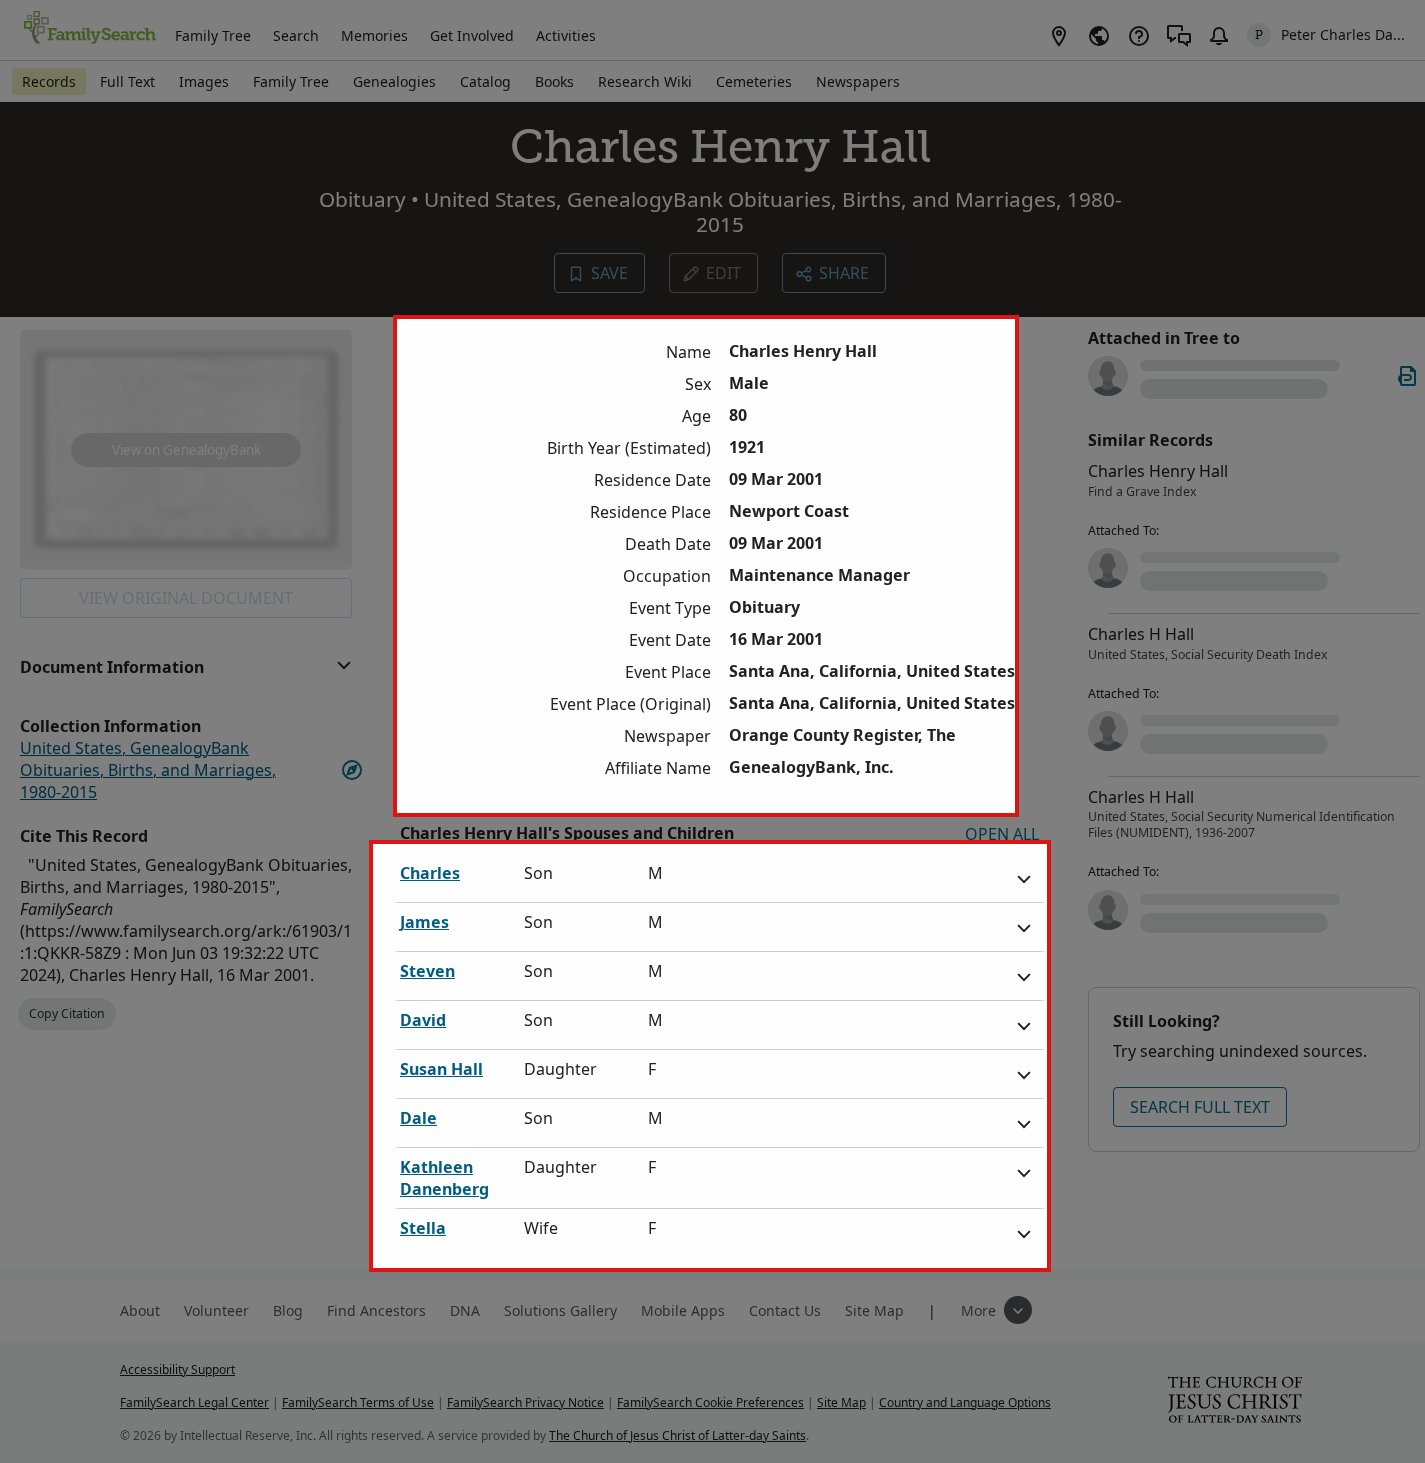 FamilySearch
Family Tree Search Memories Get Involved Activities
P Peter Charles Da...
Records Full Text Images Family Tree Genealogies Catalog Books Research Wiki Cemeteries Newspapers
Charles Henry Hall
Obituary • United States, GenealogyBank Obituaries, Births, and Marriages, 1980-
2015
SAVE EDIT SHARE
View on GenealogyBank
VIEW ORIGINAL DOCUMENT
Document Information
Collection Information
United States, GenealogyBank
Obituaries, Births, and Marriages,
1980-2015
Cite This Record
"United States, GenealogyBank Obituaries,
Births, and Marriages, 1980-2015",
FamilySearch
(https://www.familysearch.org/ark:/61903/1
:1:QKKR-58Z9 : Mon Jun 03 19:32:22 UTC
2024), Charles Henry Hall, 16 Mar 2001.
Copy Citation
Name Charles Henry Hall
Sex Male
Age 80
Birth Year (Estimated) 1921
Residence Date 09 Mar 2001
Residence Place Newport Coast
Death Date 09 Mar 2001
Occupation Maintenance Manager
Event Type Obituary
Event Date 16 Mar 2001
Event Place Santa Ana, California, United States
Event Place (Original) Santa Ana, California, United States
Newspaper Orange County Register, The
Affiliate Name GenealogyBank, Inc.
Charles Henry Hall's Spouses and Children OPEN ALL
Charles Son M
James Son M
Steven Son M
David Son M
Susan Hall Daughter F
Dale Son M
Kathleen Daughter F
Danenberg
Stella Wife F
Attached in Tree to
Similar Records
Charles Henry Hall
Find a Grave Index
Attached To:
Charles H Hall
United States, Social Security Death Index
Attached To:
Charles H Hall
United States, Social Security Numerical Identification
Files (NUMIDENT), 1936-2007
Attached To:
Still Looking?
Try searching unindexed sources.
SEARCH FULL TEXT
About Volunteer Blog Find Ancestors DNA Solutions Gallery Mobile Apps Contact Us Site Map | More
Accessibility Support
FamilySearch Legal Center | FamilySearch Terms of Use | FamilySearch Privacy Notice | FamilySearch Cookie Preferences | Site Map | Country and Language Options
© 2026 by Intellectual Reserve, Inc. All rights reserved. A service provided by The Church of Jesus Christ of Latter-day Saints.
THE CHURCH OF
JESUS CHRIST
OF LATTER-DAY SAINTS